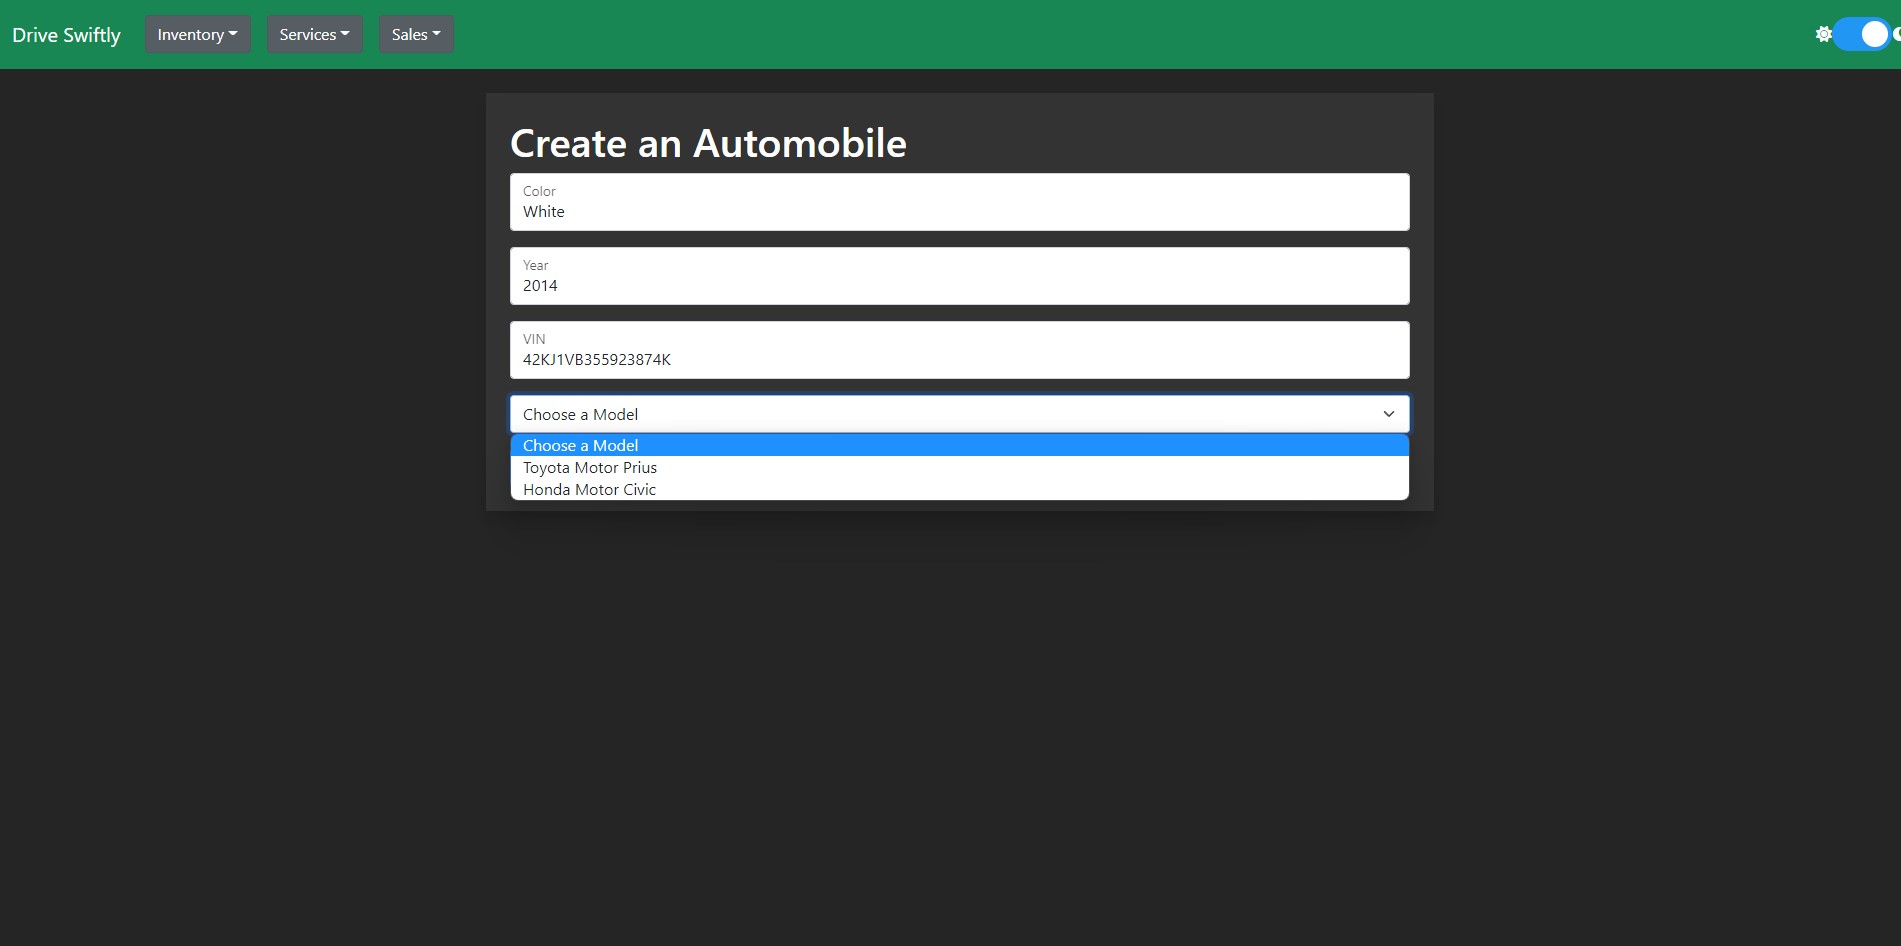 Drive Swiftly Inventory Services Sales
Create an Automobile
Color
White
Year
2014
VIN
42KJ1VB355923874K
Choose a Model
Choose a Model
Toyota Motor Prius
Honda Motor Civic